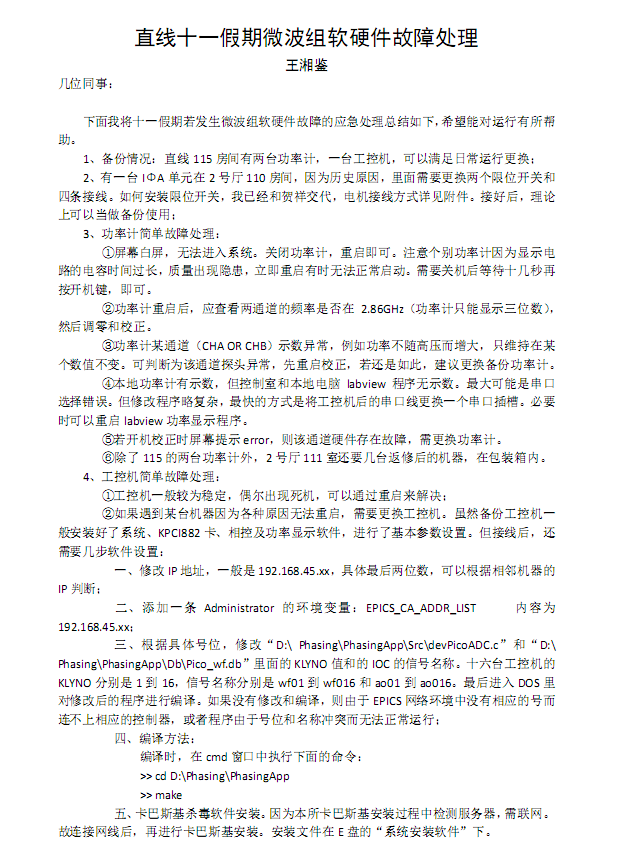 直线十一假期微波组软硬件故障处理
王湘鉴
几位同事：
下面我将十一假期若发生微波组软硬件故障的应急处理总结如下，希望能对运行有所帮
助。
1、备份情况：直线 115 房间有两台功率计，一台工控机，可以满足日常运行更换；
2、有一台 IΦA 单元在 2 号厅 110 房间，因为历史原因，里面需要更换两个限位开关和
四条接线。如何安装限位开关，我已经和贺祥交代，电机接线方式详见附件。接好后，理论
上可以当做备份使用；
3、功率计简单故障处理：
①屏幕白屏，无法进入系统。关闭功率计，重启即可。注意个别功率计因为显示电
路的电容时间过长，质量出现隐患，立即重启有时无法正常启动。需要关机后等待十几秒再
按开机键，即可。
②功率计重启后，应查看两通道的频率是否在 2.86GHz（功率计只能显示三位数），
然后调零和校正。
③功率计某通道（CHA OR CHB）示数异常，例如功率不随高压而增大，只维持在某
个数值不变。可判断为该通道探头异常，先重启校正，若还是如此，建议更换备份功率计。
④本地功率计有示数，但控制室和本地电脑 labview 程序无示数。最大可能是串口
选择错误。但修改程序略复杂，最快的方式是将工控机后的串口线更换一个串口插槽。必要
时可以重启 labview 功率显示程序。
⑤若开机校正时屏幕提示 error，则该通道硬件存在故障，需更换功率计。
⑥除了 115 的两台功率计外，2 号厅 111 室还要几台返修后的机器，在包装箱内。
4、工控机简单故障处理：
①工控机一般较为稳定，偶尔出现死机，可以通过重启来解决；
②如果遇到某台机器因为各种原因无法重启，需要更换工控机。虽然备份工控机一
般安装好了系统、KPCI882 卡、相控及功率显示软件，进行了基本参数设置。但接线后，还
需要几步软件设置：
一、修改 IP 地址，一般是 192.168.45.xx，具体最后两位数，可以根据相邻机器的
IP 判断；
二、添加一条 Administrator 的环境变量：EPICS_CA_ADDR_LIST 内容为
192.168.45.xx；
三、根据具体号位，修改“D:\ Phasing\PhasingApp\Src\devPicoADC.c”和“D:\
Phasing\PhasingApp\Db\Pico_wf.db”里面的 KLYNO 值和的 IOC 的信号名称。十六台工控机的
KLYNO 分别是 1 到 16，信号名称分别是 wf01 到 wf016 和 ao01 到 ao016。最后进入 DOS 里
对修改后的程序进行编译。如果没有修改和编译，则由于 EPICS 网络环境中没有相应的号而
连不上相应的控制器，或者程序由于号位和名称冲突而无法正常运行；
四、编译方法：
编译时，在 cmd 窗口中执行下面的命令：
>> cd D:\Phasing\PhasingApp
>> make
五、卡巴斯基杀毒软件安装。因为本所卡巴斯基安装过程中检测服务器，需联网。
故连接网线后，再进行卡巴斯基安装。安装文件在 E 盘的“系统安装软件”下。